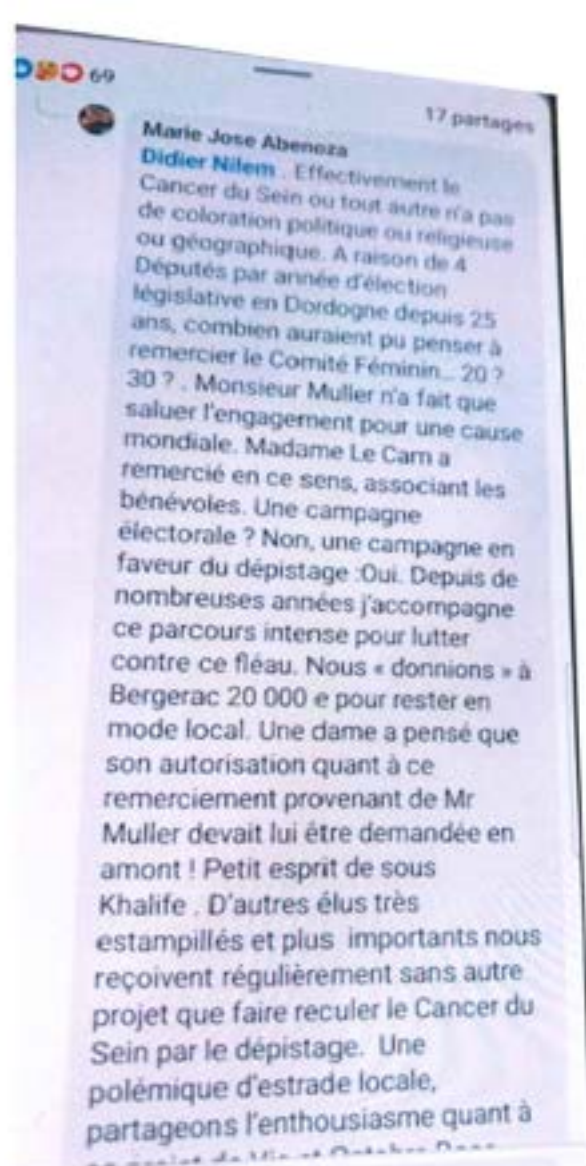 69
17 partages
Marie Jose Abenoza
Didier Nilem . Effectivement le
Cancer du Sein ou tout autre n'a pas
de coloration politique ou religieuse
ou géographique. A raison de 4
Députés par année d'élection
législative en Dordogne depuis 25
ans, combien auraient pu penser à
remercier le Comité Féminin... 20 ?
30 ? . Monsieur Muller n'a fait que
saluer l'engagement pour une cause
mondiale. Madame Le Cam a
remercié en ce sens, associant les
bénévoles. Une campagne
électorale ? Non, une campagne en
faveur du dépistage :Oui. Depuis de
nombreuses années j'accompagne
ce parcours intense pour lutter
contre ce fléau. Nous « donnions » à
Bergerac 20 000 e pour rester en
mode local. Une dame a pensé que
son autorisation quant à ce
remerciement provenant de Mr
Muller devait lui être demandée en
amont ! Petit esprit de sous
Khalife . D'autres élus très
estampillés et plus importants nous
reçoivent régulièrement sans autre
projet que faire reculer le Cancer du
Sein par le dépistage. Une
polémique d'estrade locale,
partageons l'enthousiasme quant à
projet de Vie et Octobre Rose